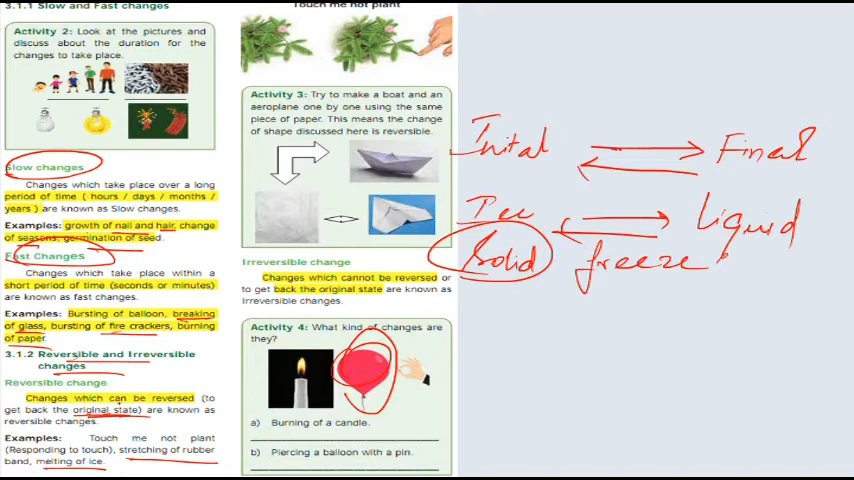 3.1.1 Slow and Fast changes
Activity 2: Look at the pictures and
discuss about the duration for the
changes to take place.
Slow changes
Changes which take place over a long
period of time ( hours / days / months /
years ) are known as Slow changes.
Examples: growth of nail and hair, change
of seasons, germination of seed.
Fast Changes
Changes which take place within a
short period of time (seconds or minutes)
are known as fast changes.
Examples: Bursting of balloon, breaking
of glass, bursting of fire crackers, burning
of paper.
3.1.2 Reversible and Irreversible
changes
Reversible change
Changes which can be reversed (to
get back the original state) are known as
reversible changes.
Examples: Touch me not plant
(Responding to touch), stretching of rubber
band, melting of ice.
Touch me not plant
Activity 3: Try to make a boat and an
aeroplane one by one using the same
piece of paper. This means the change
of shape discussed here is reversible.
Irreversible change
Changes which cannot be reversed or
to get back the original state are known as
Irreversible changes.
Activity 4: What kind of changes are
they?
a) Burning of a candle.
b) Piercing a balloon with a pin.
Inital Final
Liquid
Solid freeze